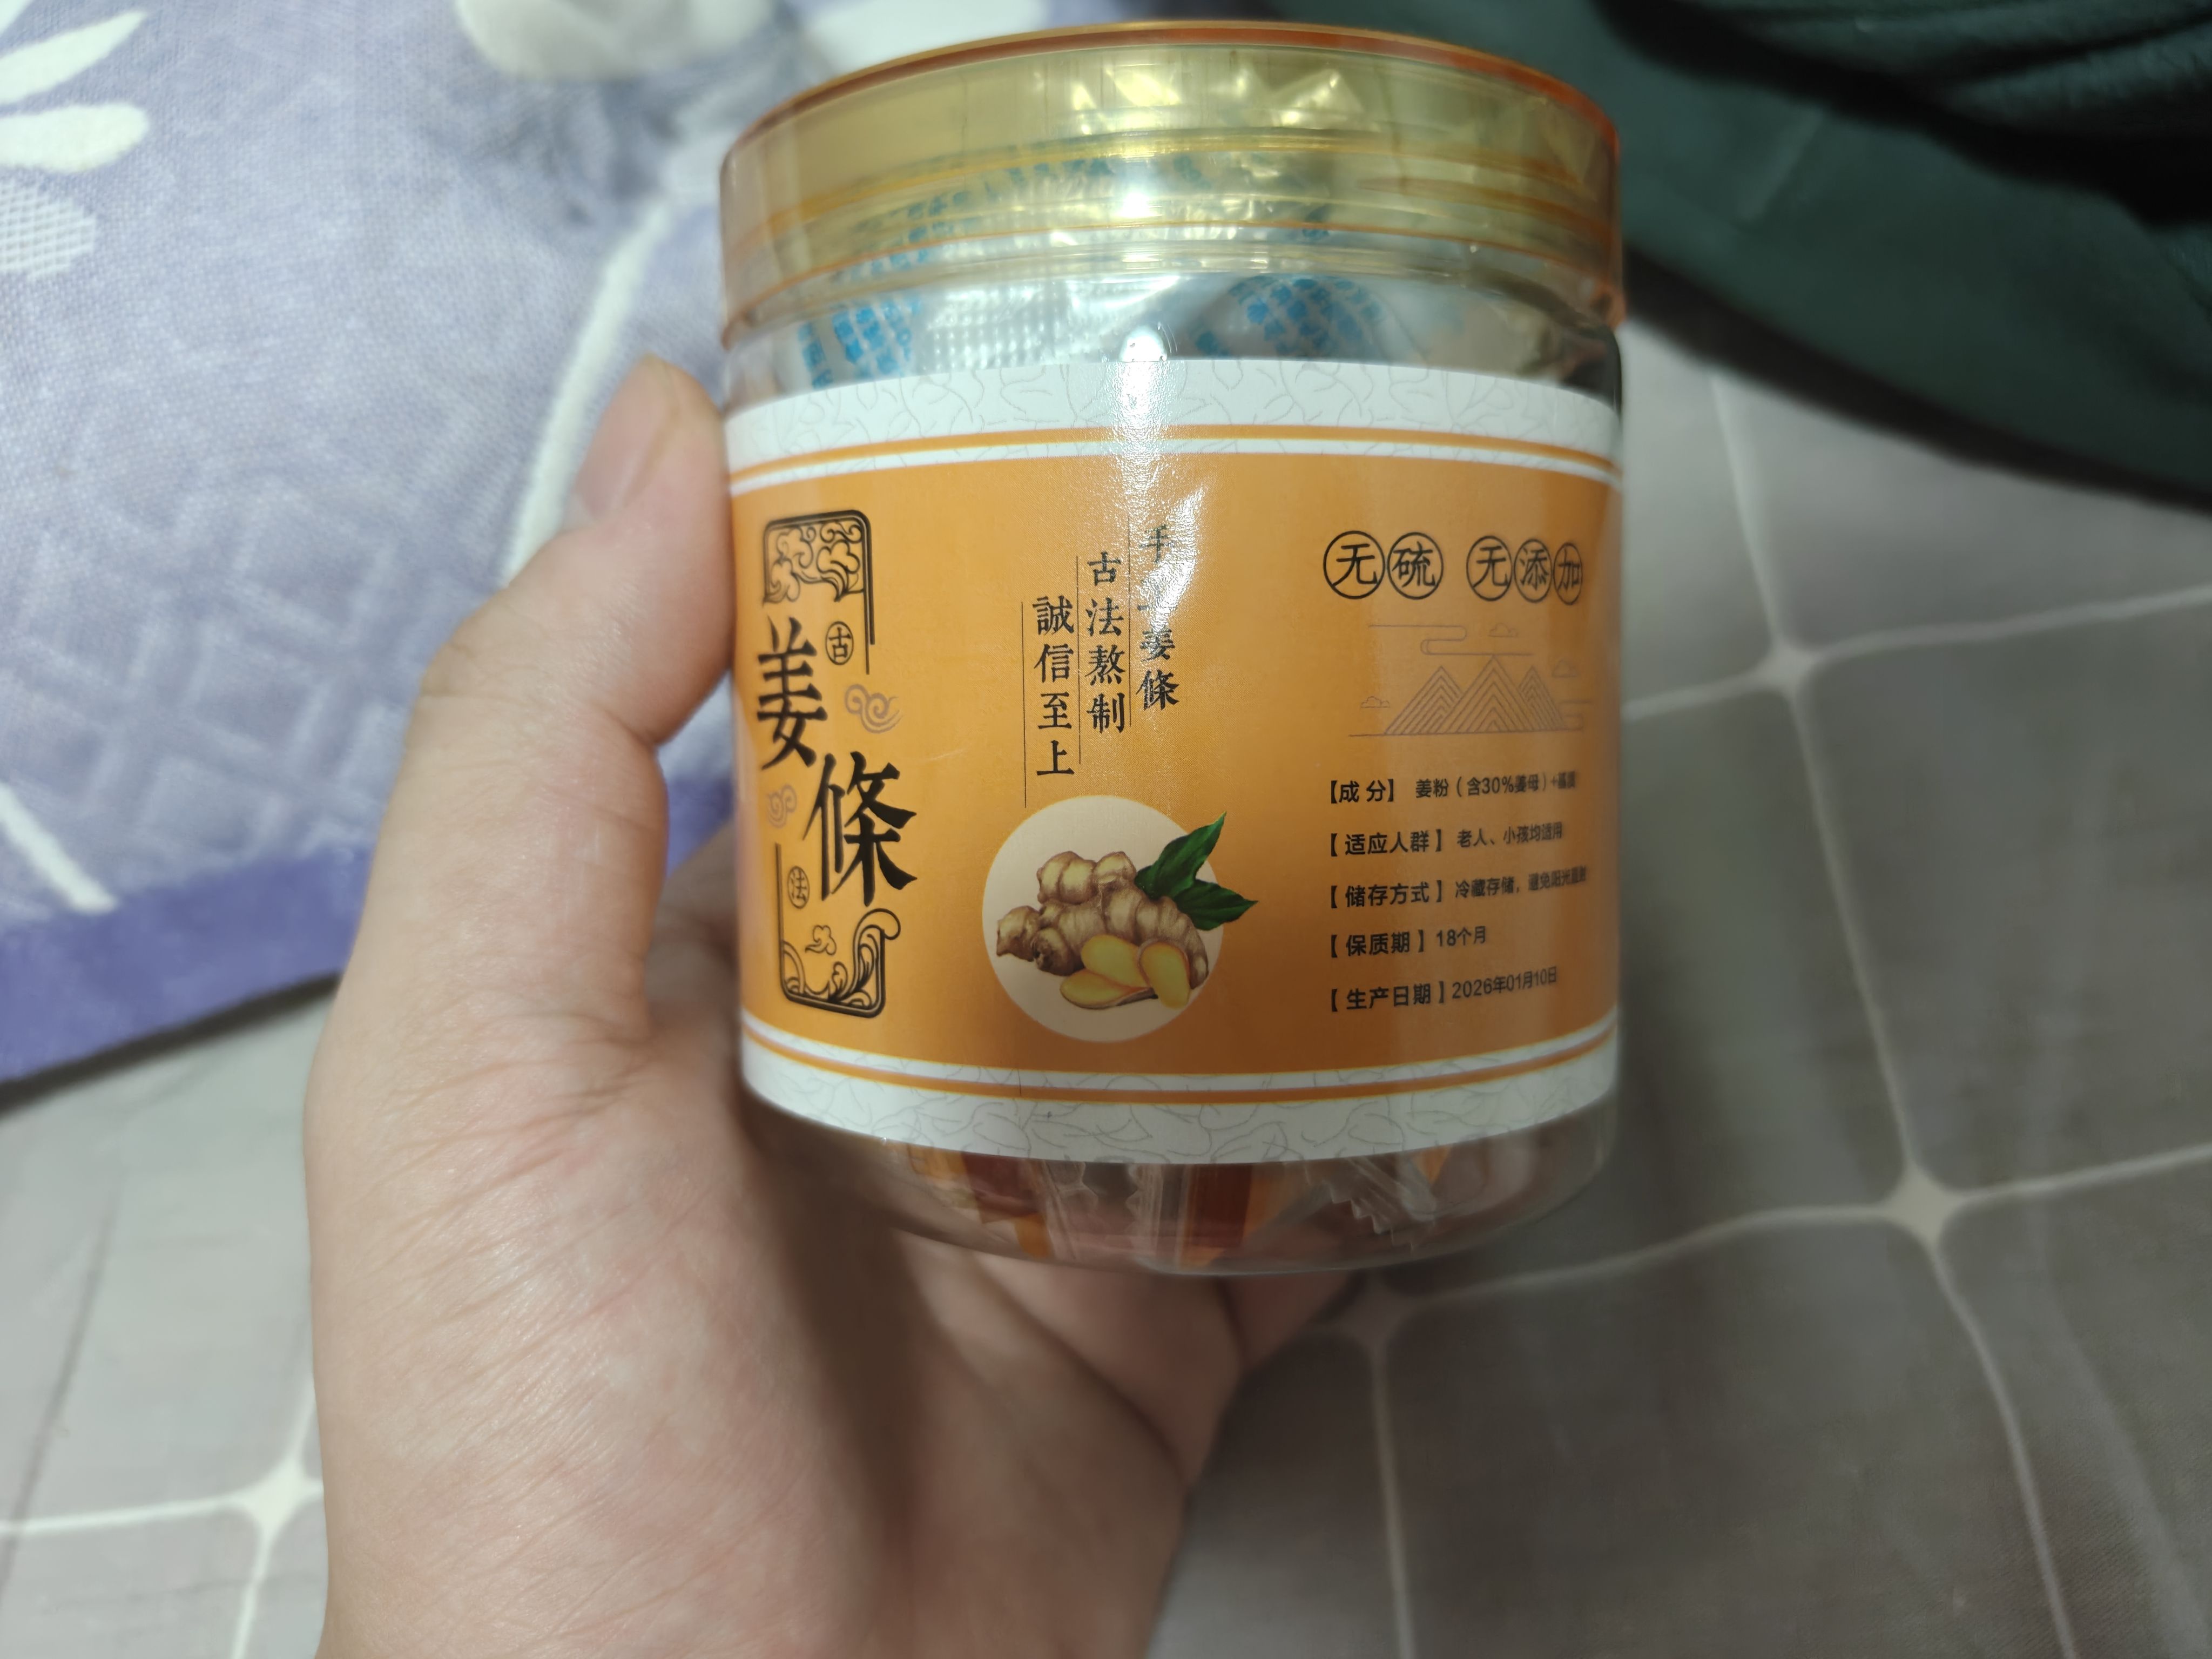 古法
姜條
手工姜條
古法熬制
誠信至上
无硫 无添加
【成 分】 姜粉（含30%姜母）+
【适应人群】老人、小孩均适用
【储存方式】冷藏存储，避免阳光直射
【保质期】18个月
【生产日期】2026年01月10日